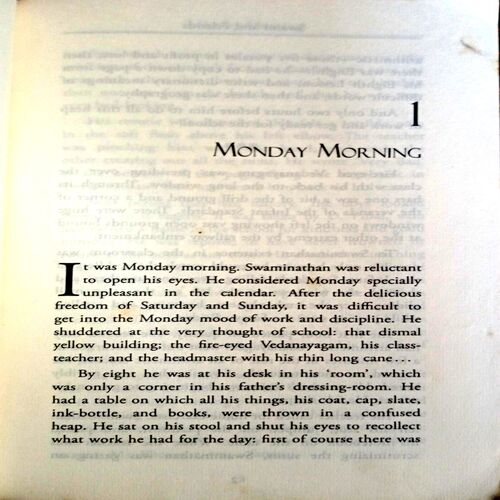 1
MONDAY MORNING
It was Monday morning. Swaminathan was reluctant
to open his eyes. He considered Monday specially
unpleasant in the calendar. After the delicious
freedom of Saturday and Sunday, it was difficult to
get into the Monday mood of work and discipline. He
shuddered at the very thought of school: that dismal
yellow building; the fire-eyed Vedanayagam, his class-
teacher; and the headmaster with his thin long cane...
By eight he was at his desk in his ‘room’, which
was only a corner in his father's dressing-room. He
had a table on which all his things, his coat, cap, slate,
ink-bottle, and books, were thrown in a confused
heap. He sat on his stool and shut his eyes to recollect
what work he had for the day: first of course there was